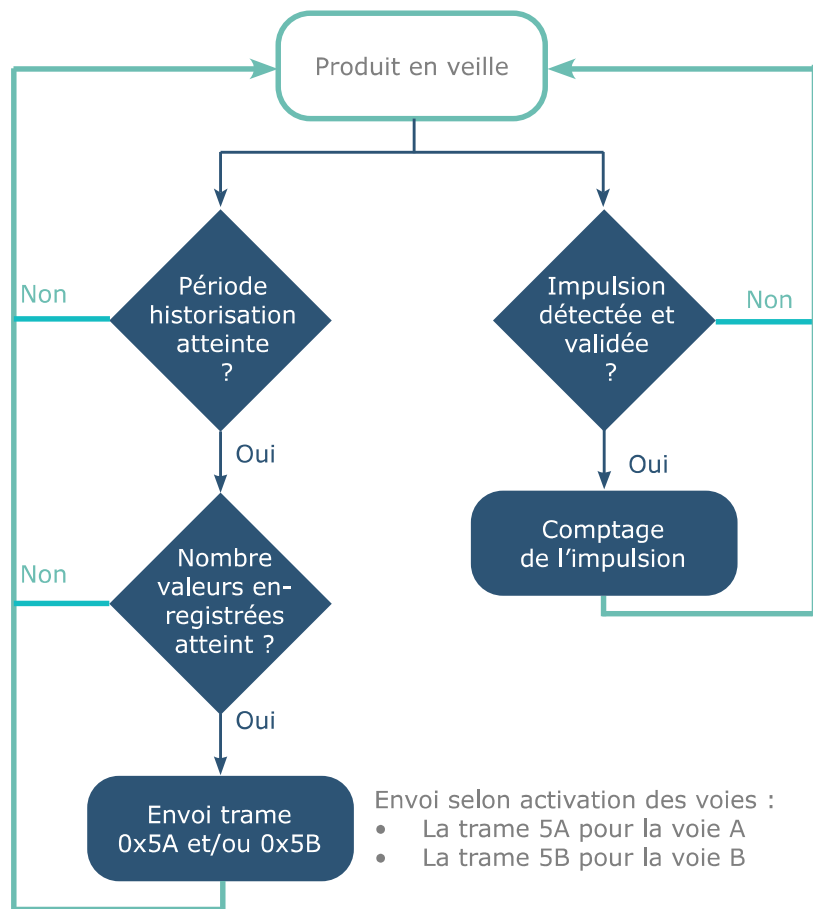 Produit en veille
Non
Période
historisation
atteinte
?
Impulsion
détectée et
validée
?
Non
Oui
Oui
Non
Nombre
valeurs en-
registrées
atteint ?
Comptage
de l’impulsion
Oui
Envoi trame
0x5A et/ou 0x5B
Envoi selon activation des voies :
• La trame 5A pour la voie A
• La trame 5B pour la voie B